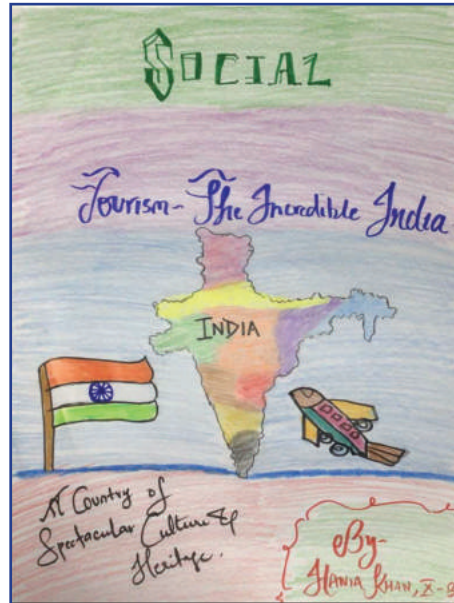 SOCIAL
Tourism - The Incredible India
INDIA
A Country of
Spectacular Culture &
Heritage.
By-
HANIA KHAN, X-B